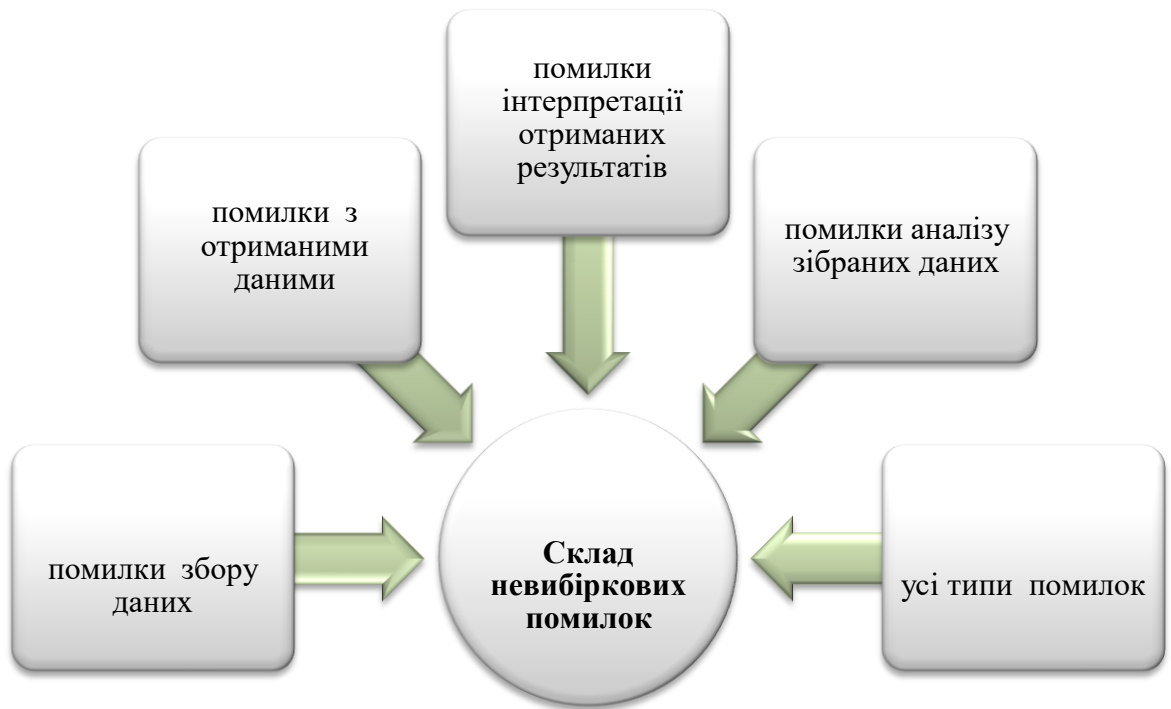 помилки
інтерпретації
отриманих
результатів
помилки з
отриманими
даними
помилки аналізу
зібраних даних
помилки збору
даних
Склад
невибіркових
помилок
усі типи помилок